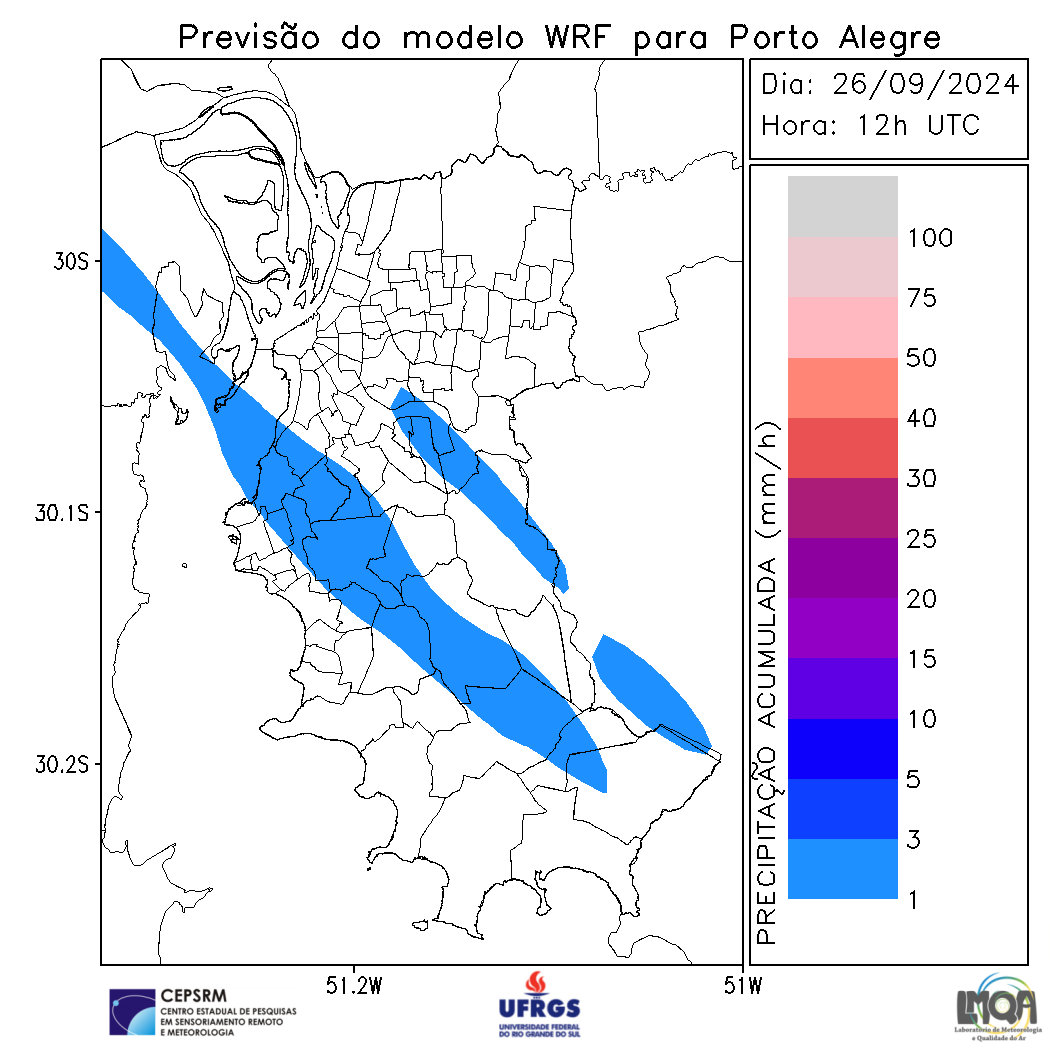 Previsão do modelo WRF para Porto Alegre
Dia: 26/09/2024
Hora: 12h UTC
30S
30.1S
30.2S
51.2W
51W
PRECIPITAÇÃO ACUMULADA (mm/h)
100
75
50
40
30
25
20
15
10
5
3
1
CEPSRM
CENTRO ESTADUAL DE PESQUISAS
EM SENSORIAMENTO REMOTO
E METEOROLOGIA
UFRGS
UNIVERSIDADE FEDERAL
DO RIO GRANDE DO SUL
LMQA
Laboratório de Meteorologia
e Qualidade do Ar